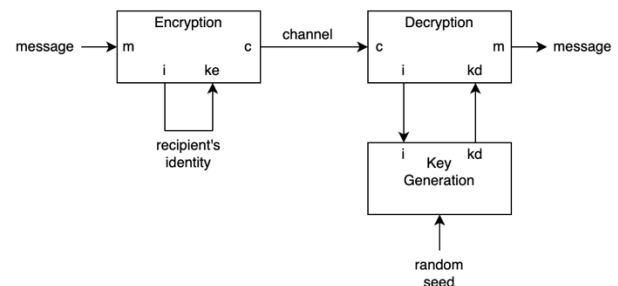 Encryption
Decryption
message
m
c
channel
c
m
message
i
ke
i
kd
recipient's
identity
i
kd
Key
Generation
random
seed